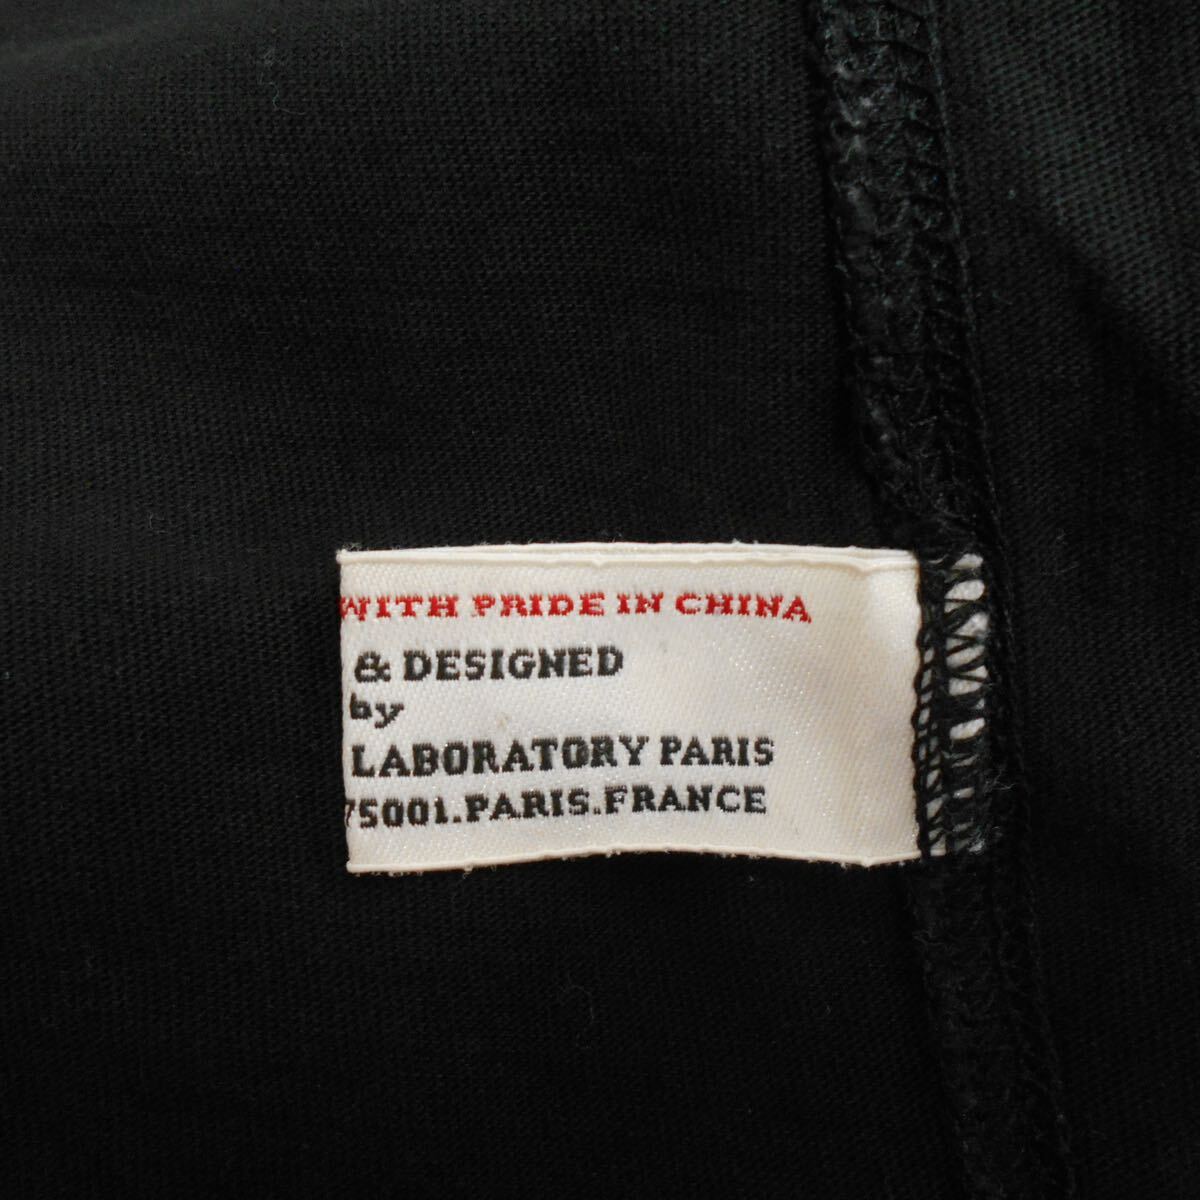 WITH PRIDE IN CHINA
& DESIGNED
by
LABORATORY PARIS
75001.PARIS.FRANCE